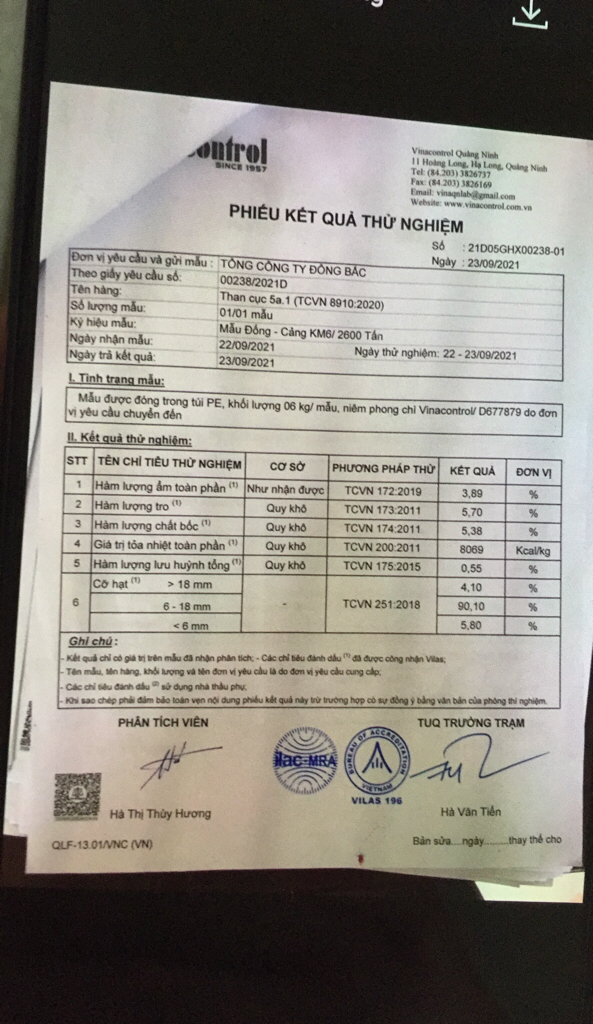 control
SINCE 1957
Vinacontrol Quảng Ninh
11 Hoàng Long, Hạ Long, Quảng Ninh
Tel: (84.203) 3826737
Fax: (84.203) 3826169
Email: vinaqnlab@gmail.com
Website: www.vinacontrol.com.vn
PHIẾU KẾT QUẢ THỬ NGHIỆM
Số : 21D05GHX00238-01
Ngày : 23/09/2021
Đơn vị yêu cầu và gửi mẫu : TỔNG CÔNG TY ĐÔNG BẮC
Theo giấy yêu cầu số: 00238/2021D
Tên hàng: Than cục 5a.1 (TCVN 8910:2020)
Số lượng mẫu: 01/01 mẫu
Ký hiệu mẫu: Mẫu Đống - Cảng KM6/ 2600 Tấn
Ngày nhận mẫu: 22/09/2021 Ngày thử nghiệm: 22 - 23/09/2021
Ngày trả kết quả: 23/09/2021
I. Tình trạng mẫu:
Mẫu được đóng trong túi PE, khối lượng 06 kg/ mẫu, niêm phong chì Vinacontrol/ D677879 do đơn
vị yêu cầu chuyển đến
II. Kết quả thử nghiệm:
STT TÊN CHỈ TIÊU THỬ NGHIỆM CƠ SỞ PHƯƠNG PHÁP THỬ KẾT QUẢ ĐƠN VỊ
1 Hàm lượng ẩm toàn phần (1) Như nhận được TCVN 172:2019 3,89 %
2 Hàm lượng tro (1) Quy khô TCVN 173:2011 5,70 %
3 Hàm lượng chất bốc (1) Quy khô TCVN 174:2011 5,38 %
4 Giá trị tỏa nhiệt toàn phần (1) Quy khô TCVN 200:2011 8069 Kcal/kg
5 Hàm lượng lưu huỳnh tổng (1) Quy khô TCVN 175:2015 0,55 %
6 Cỡ hạt (1) > 18 mm - TCVN 251:2018 4,10 %
6 - 18 mm 90,10 %
< 6 mm 5,80 %
Ghi chú :
- Kết quả chỉ có giá trị trên mẫu đã nhận phân tích; - Các chỉ tiêu đánh dấu (1) đã được công nhận Vilas;
- Tên mẫu, tên hàng, khối lượng và tên đơn vị yêu cầu là do đơn vị yêu cầu cung cấp;
- Các chỉ tiêu đánh dấu (2) sử dụng nhà thầu phụ;
- Khi sao chép phải đảm bảo toàn vẹn nội dung phiếu kết quả này trừ trường hợp có sự đồng ý bằng văn bản của phòng thí nghiệm.
PHÂN TÍCH VIÊN
TUQ TRƯỞNG TRẠM
ilac-MRA
BUREAU OF ACCREDITATION
VIETNAM
VILAS 196
Hà Thị Thùy Hương
Hà Văn Tiến
QLF-13.01/VNC (VN)
Bản sửa....ngày..........thay thế cho